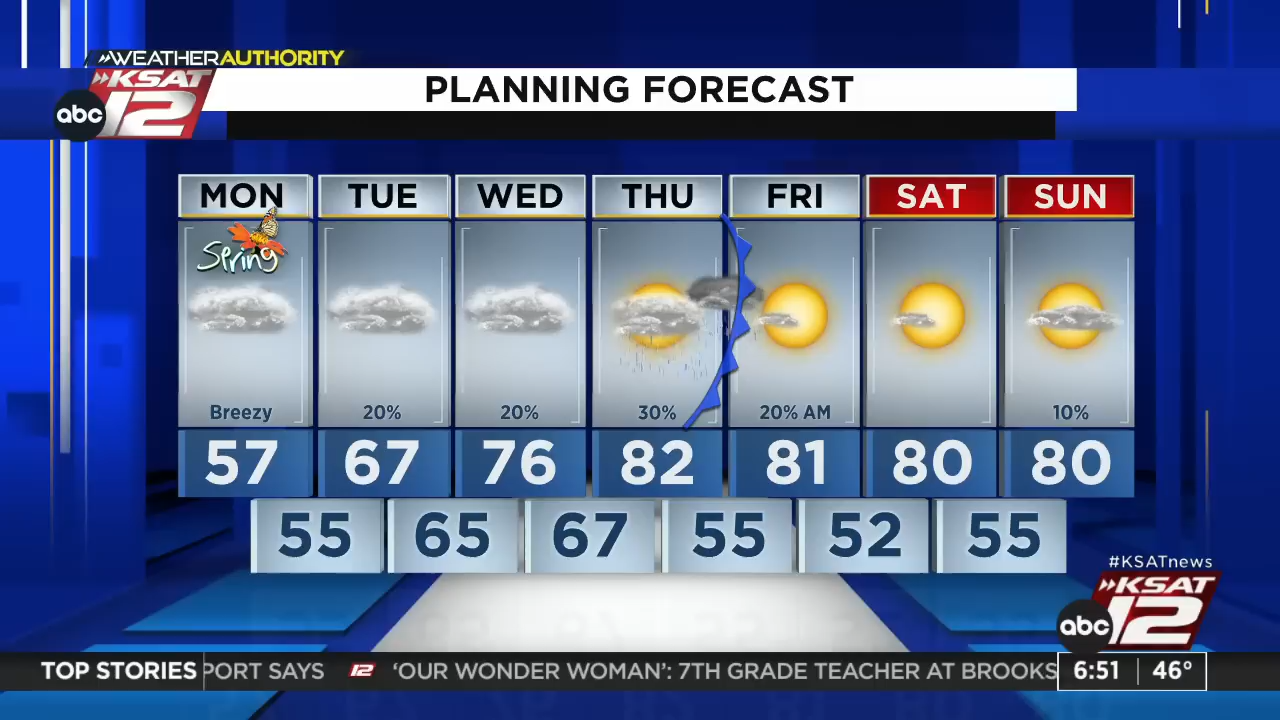 WEATHERAUTHORITY
KSAT
abc 12
PLANNING FORECAST
MON TUE WED THU FRI SAT SUN
Spring
Breezy 20% 20% 30% 20% AM 10%
57 67 76 82 81 80 80
55 65 67 55 52 55
#KSATnews
KSAT
abc 12
TOP STORIES PORT SAYS 12 ‘OUR WONDER WOMAN’: 7TH GRADE TEACHER AT BROOKS 6:51 46°